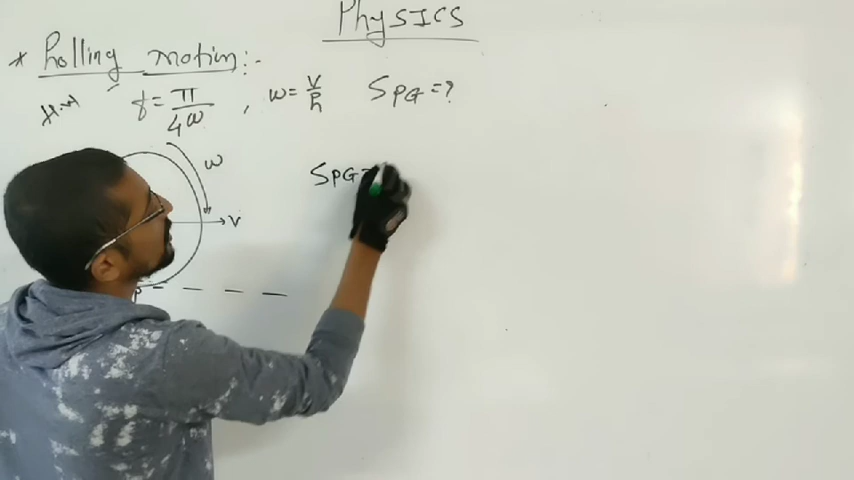 PHYSICS
* Rolling motion:-
H.W t = π/4ω , ω = V/R SPG = ?
ω
SPG=
V
P